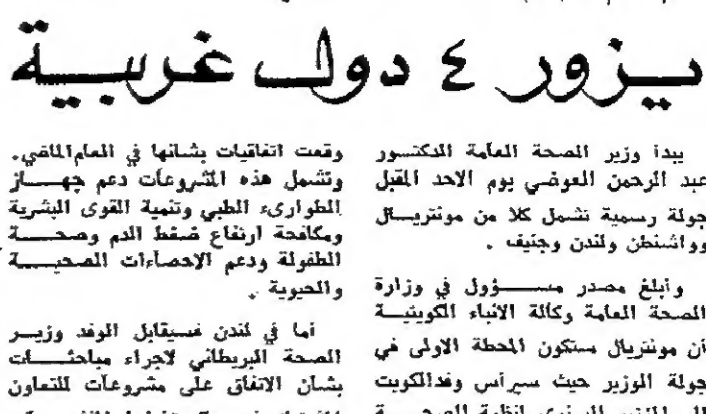 يزور ٤ دول غربية
يبدأ وزير الصحة العامة الدكتسور
عبد الرحمن العوضي يوم الاحد المقبل
جولة رسمية تشمل كلا من مونتريال
وواشنطن ولندن وجنيف .
وأبلغ مصدر مسؤول في وزارة
الصحة العامة وكالة الانباء الكويتية
أن مونتريال ستكون المحطة الاولى في
جولة الوزير حيث سيرأس وفدالكويت
وقعت اتفاقيات بشانها في العام الماضي.
وتشمل هذه المشروعات دعم جهاز
الطوارىء الطبي وتنمية القوى البشرية
ومكافحة ارتفاع ضغط الدم وصحة
الطفولة ودعم الاحصاءات الصحية
والحيوية .
أما في لندن فسيقابل الوفد وزير
الصحة البريطاني لاجراء مباحثات
بشان الاتفاق على مشروعات للتعاون